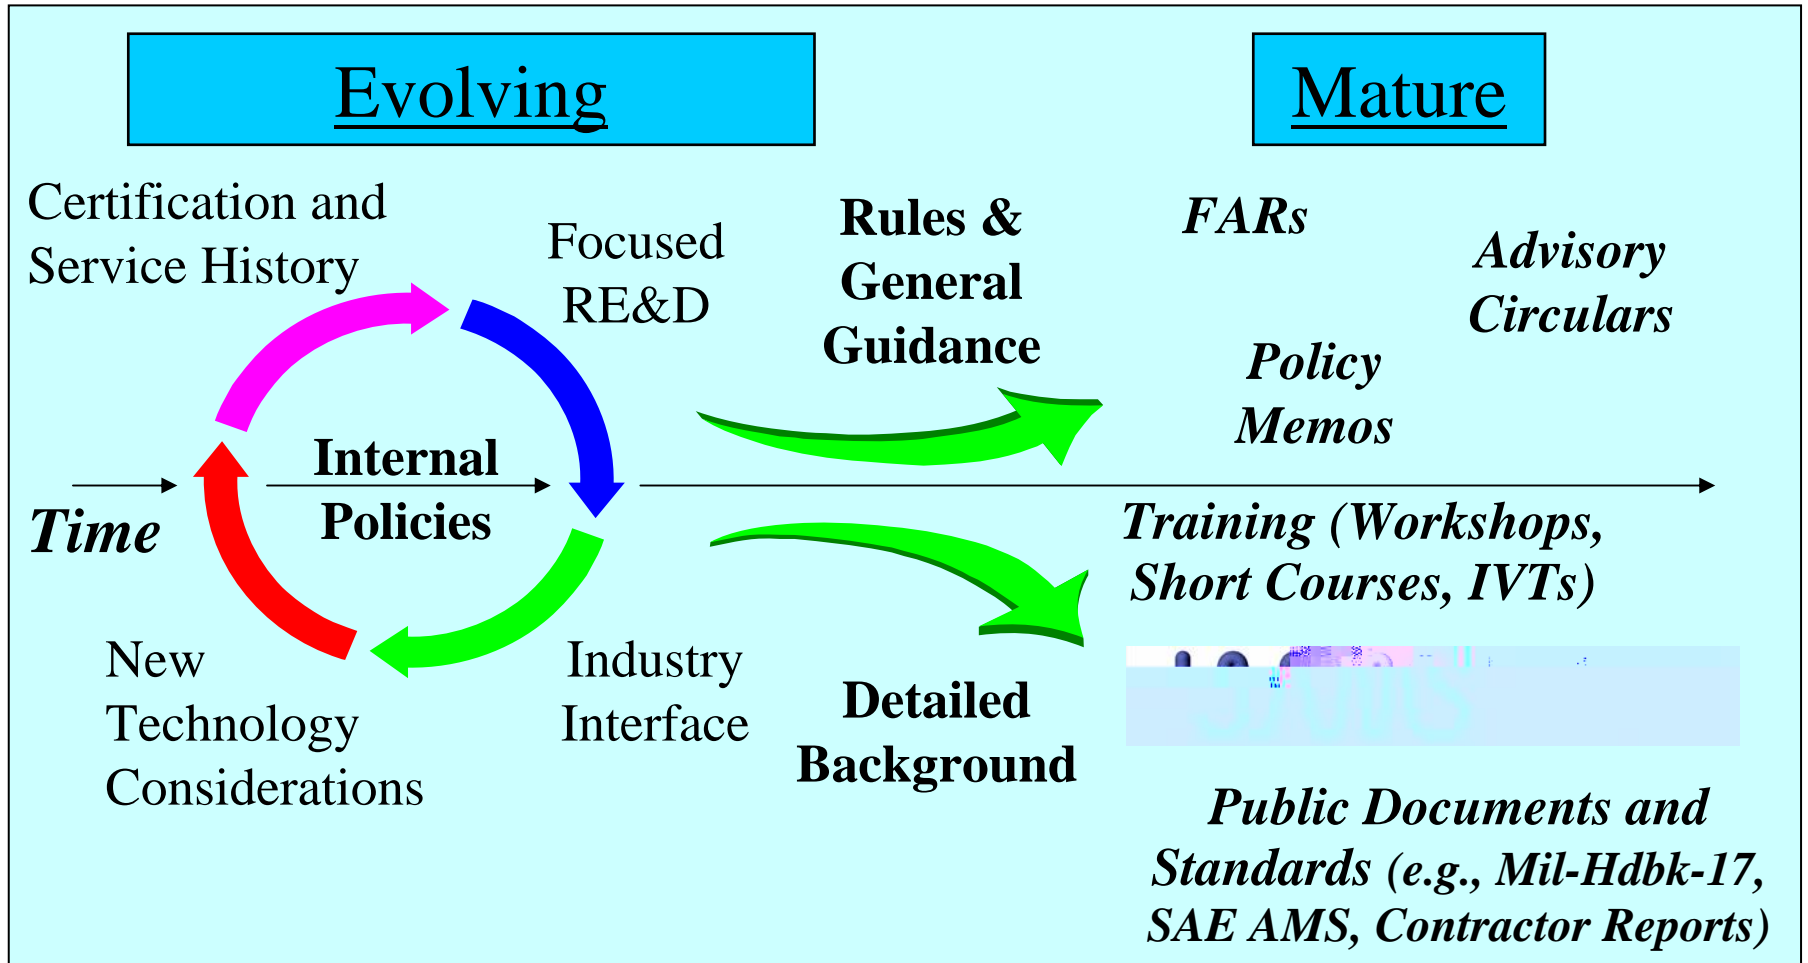 Evolving
Mature
Certification and
Service History
Focused
RE&D
Rules &
General
Guidance
FARs
Advisory
Circulars
Policy
Memos
Internal
Policies
Time
Training (Workshops,
Short Courses, IVTs)
New
Technology
Considerations
Industry
Interface
Detailed
Background
Public Documents and
Standards (e.g., Mil-Hdbk-17,
SAE AMS, Contractor Reports)